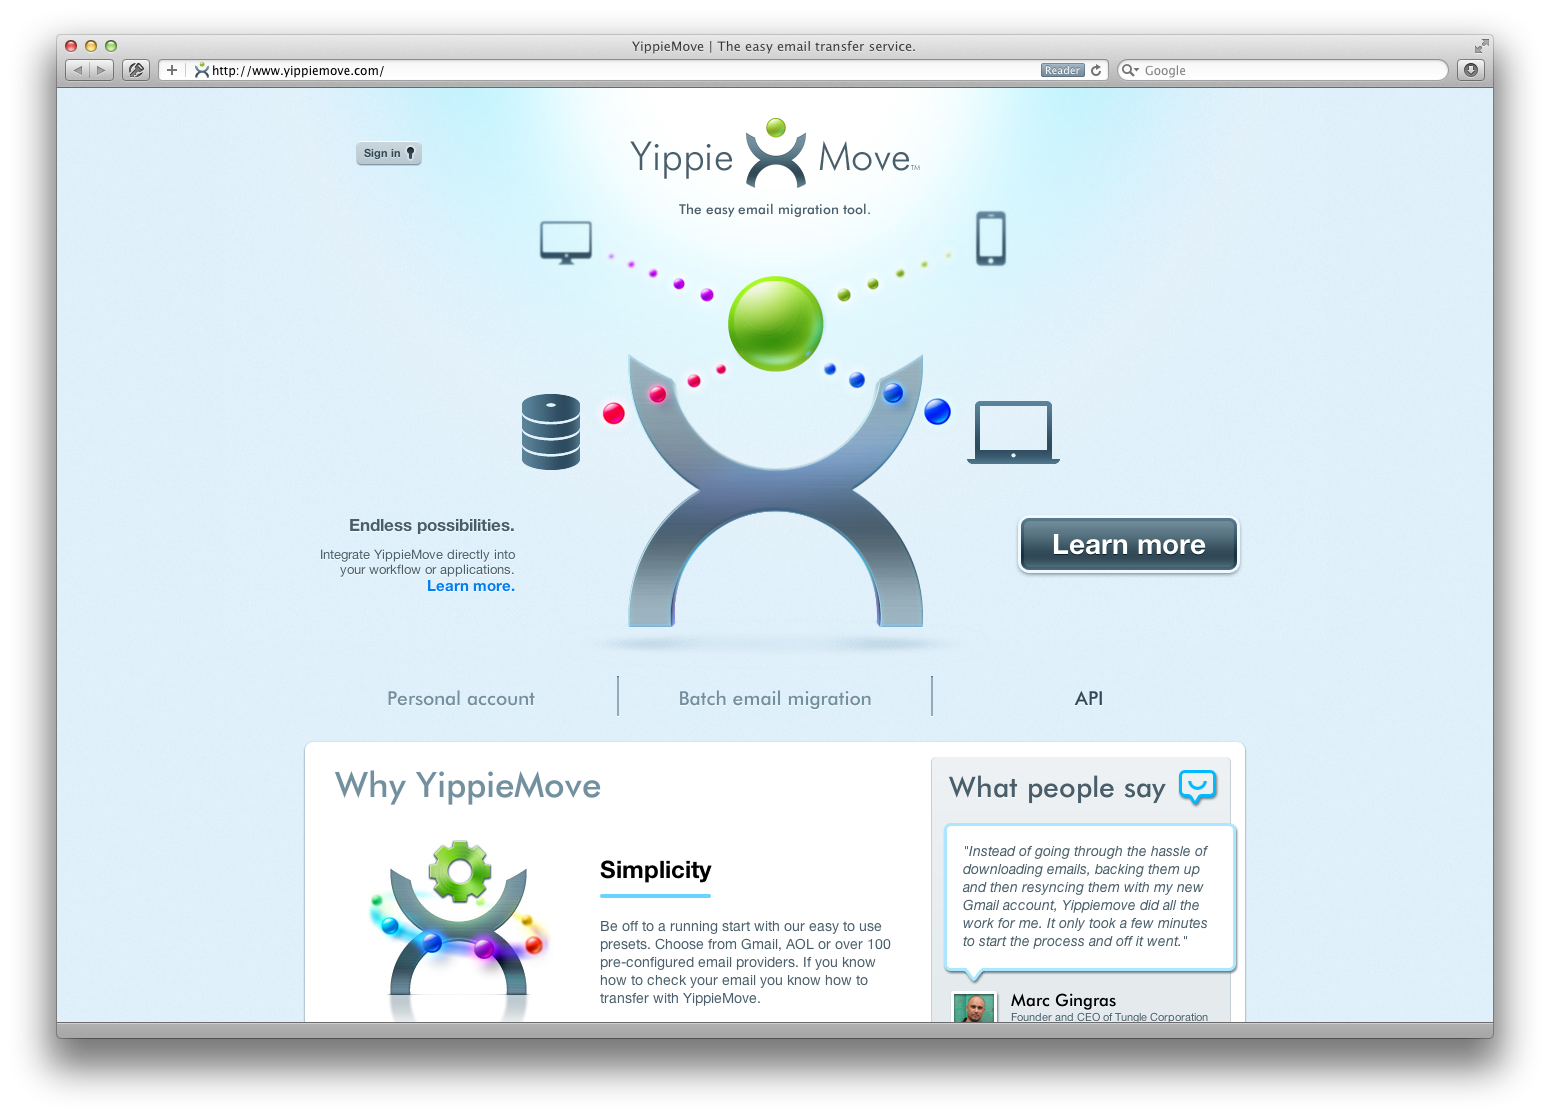 YippieMove | The easy email transfer service.
http://www.yippiemove.com/
Reader
Google
Sign in
Yippie Move™
The easy email migration tool.
Endless possibilities.
Integrate YippieMove directly into
your workflow or applications.
Learn more.
Learn more
Personal account
Batch email migration
API
Why YippieMove
Simplicity
Be off to a running start with our easy to use
presets. Choose from Gmail, AOL or over 100
pre-configured email providers. If you know
how to check your email you know how to
transfer with YippieMove.
What people say
"Instead of going through the hassle of
downloading emails, backing them up
and then resyncing them with my new
Gmail account, Yippiemove did all the
work for me. It only took a few minutes
to start the process and off it went."
Marc Gingras
Founder and CEO of Tungle Corporation